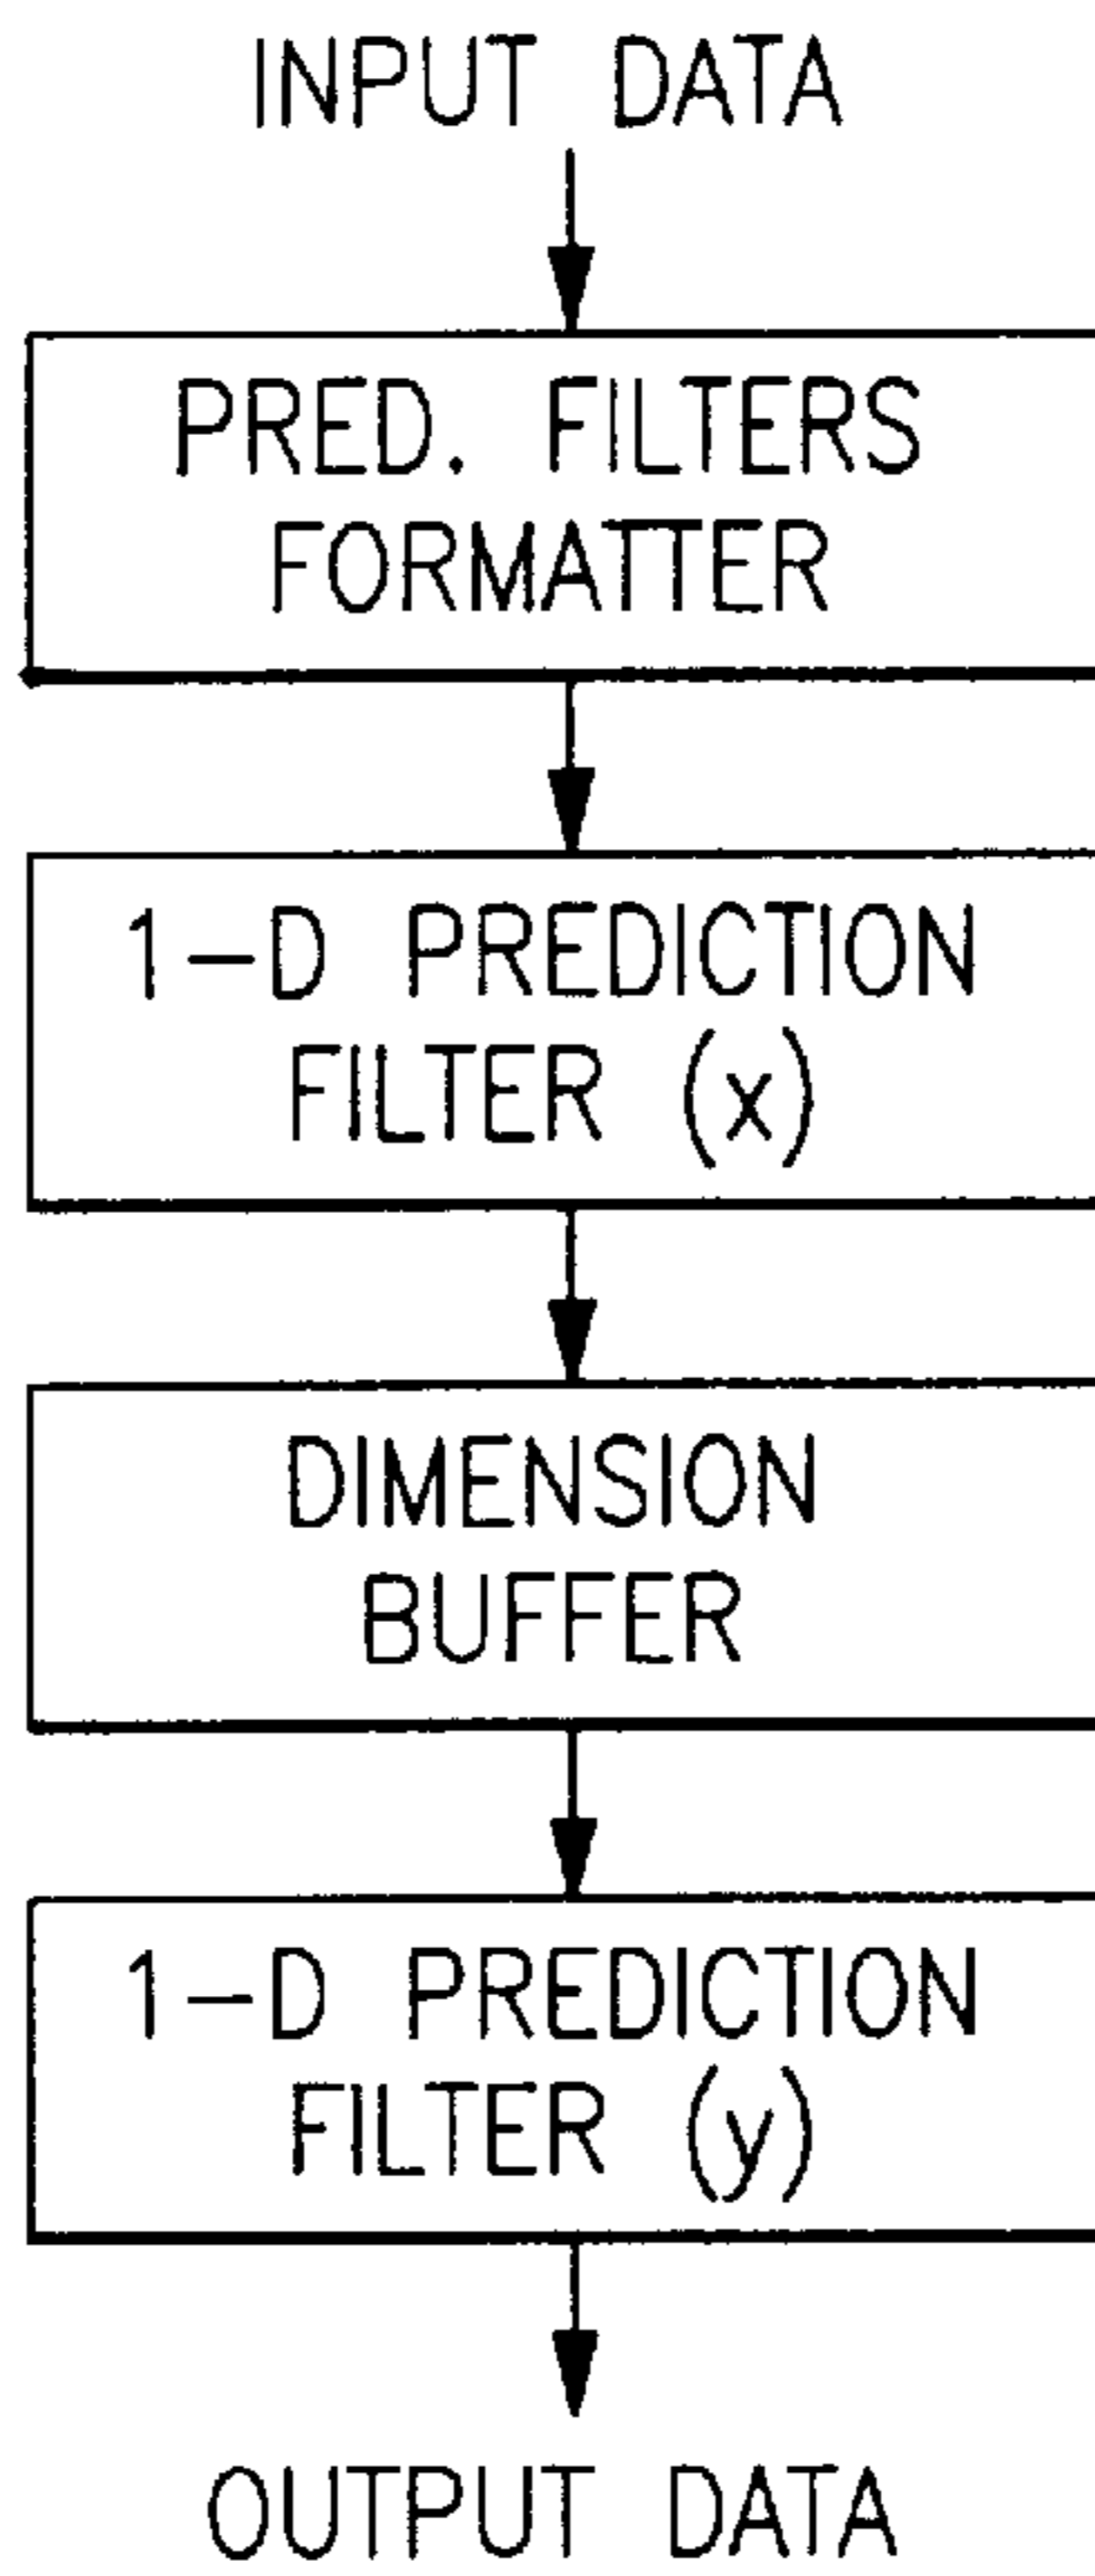 INPUT DATA
PRED. FILTERS
FORMATTER
1-D PREDICTION
FILTER (x)
DIMENSION
BUFFER
1-D PREDICTION
FILTER (y)
OUTPUT DATA